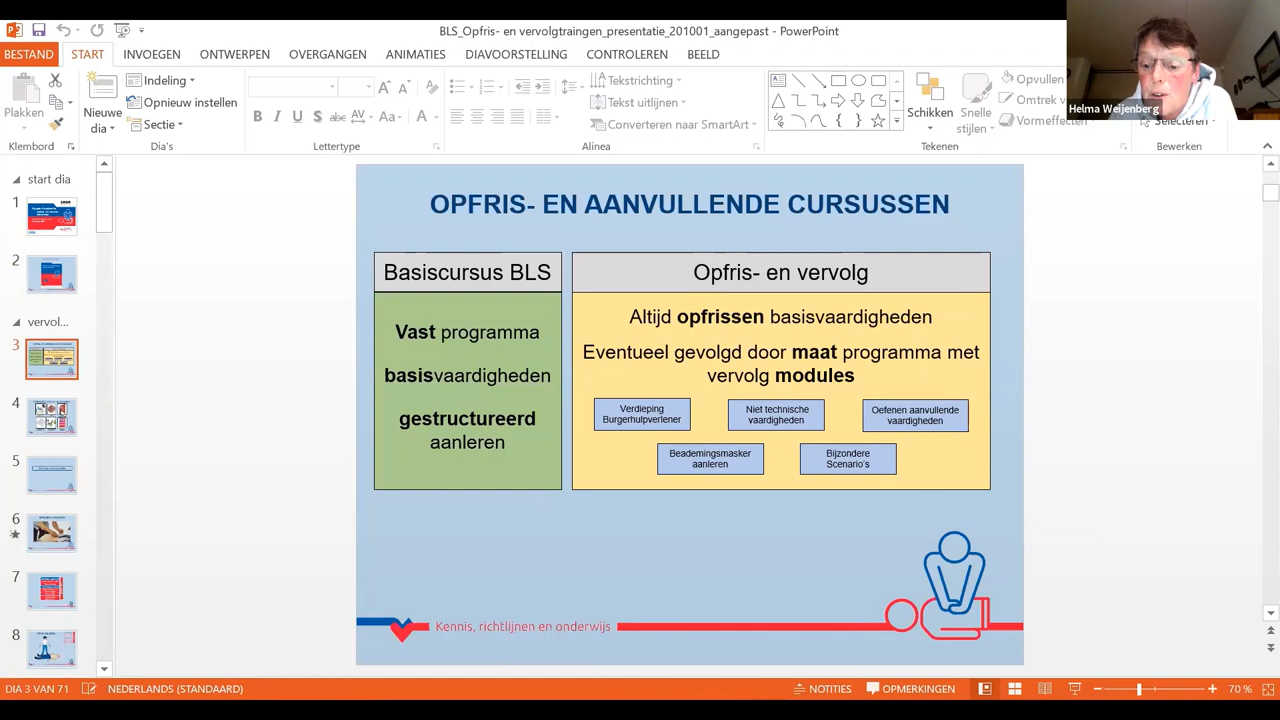 BLS_Opfris- en vervolgtraingen_presentatie_201001_aangepast - PowerPoint
BESTAND
START
INVOEGEN
ONTWERPEN
OVERGANGEN
ANIMATIES
DIAVOORSTELLING
CONTROLEREN
BEELD
Helma Weijenberg
Plakken
Klembord
Nieuwe
dia
Indeling
Opnieuw instellen
Sectie
Dia's
B I U S abc AV Aa A
Lettertype
Tekstrichting
Tekst uitlijnen
Converteren naar SmartArt
Alinea
Schikken
Snelle
stijlen
Opvullen
Omtrek
Vormeffecten
Tekenen
Selecteren
Bewerken
start dia
1
2
vervol...
3
4
5
6
7
8
OPFRIS- EN AANVULLENDE CURSUSSEN
Basiscursus BLS
Vast programma
basisvaardigheden
gestructureerd
aanleren
Opfris- en vervolg
Altijd opfrissen basisvaardigheden
Eventueel gevolgd door maat programma met
vervolg modules
Verdieping
Burgerhulpverlener
Niet technische
vaardigheden
Oefenen aanvullende
vaardigheden
Beademingsmasker
aanleren
Bijzondere
Scenario's
Kennis, richtlijnen en onderwijs
DIA 3 VAN 71
NEDERLANDS (STANDAARD)
NOTITIES
OPMERKINGEN
70 %